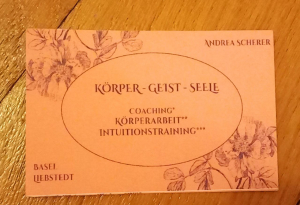 Andrea Scherer
Körper - Geist - Seele
Coaching*
Körperarbeit**
Intuitionstraining***
Basel
Liebstedt